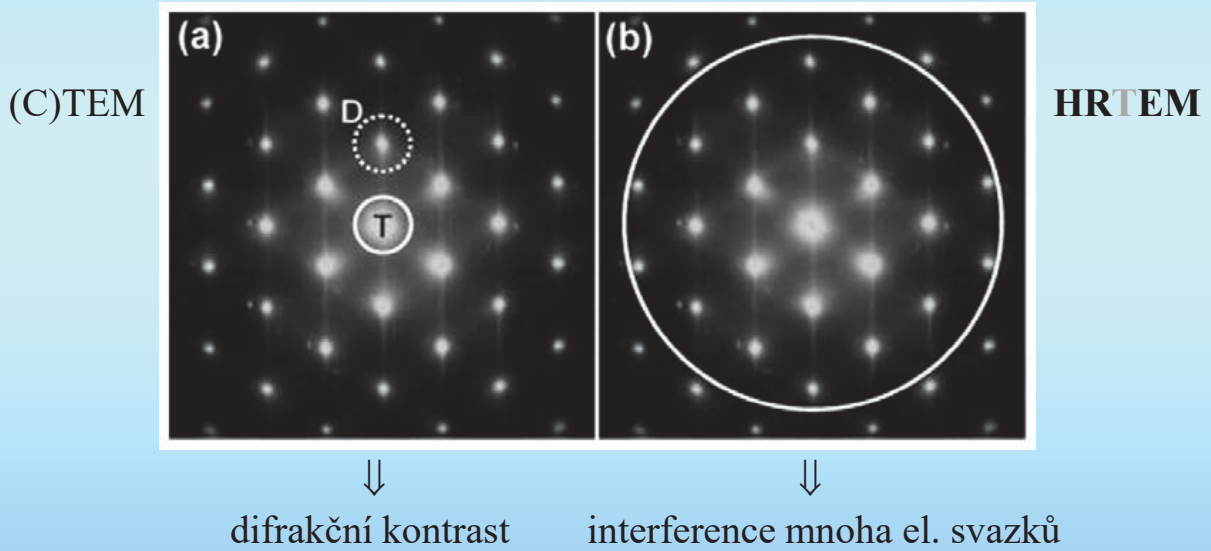 (a)
(b)
(C)TEM
HRTEM
D
T
⇓
⇓
difrakční kontrast
interference mnoha el. svazků